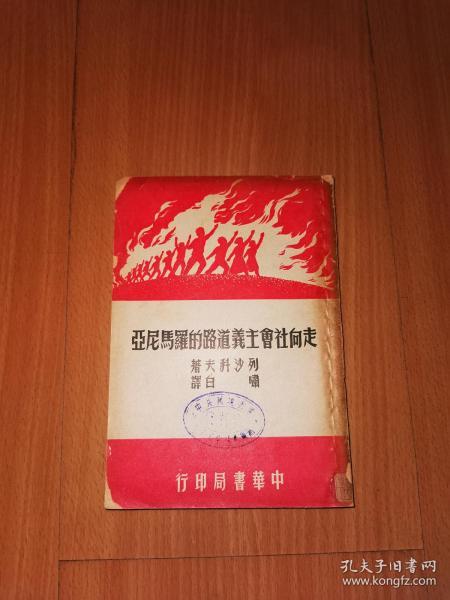 走向社會主義道路的羅馬尼亞
列沙科夫著
嘯白譯
中華書局印行
孔夫子旧书网
www.kongfz.com